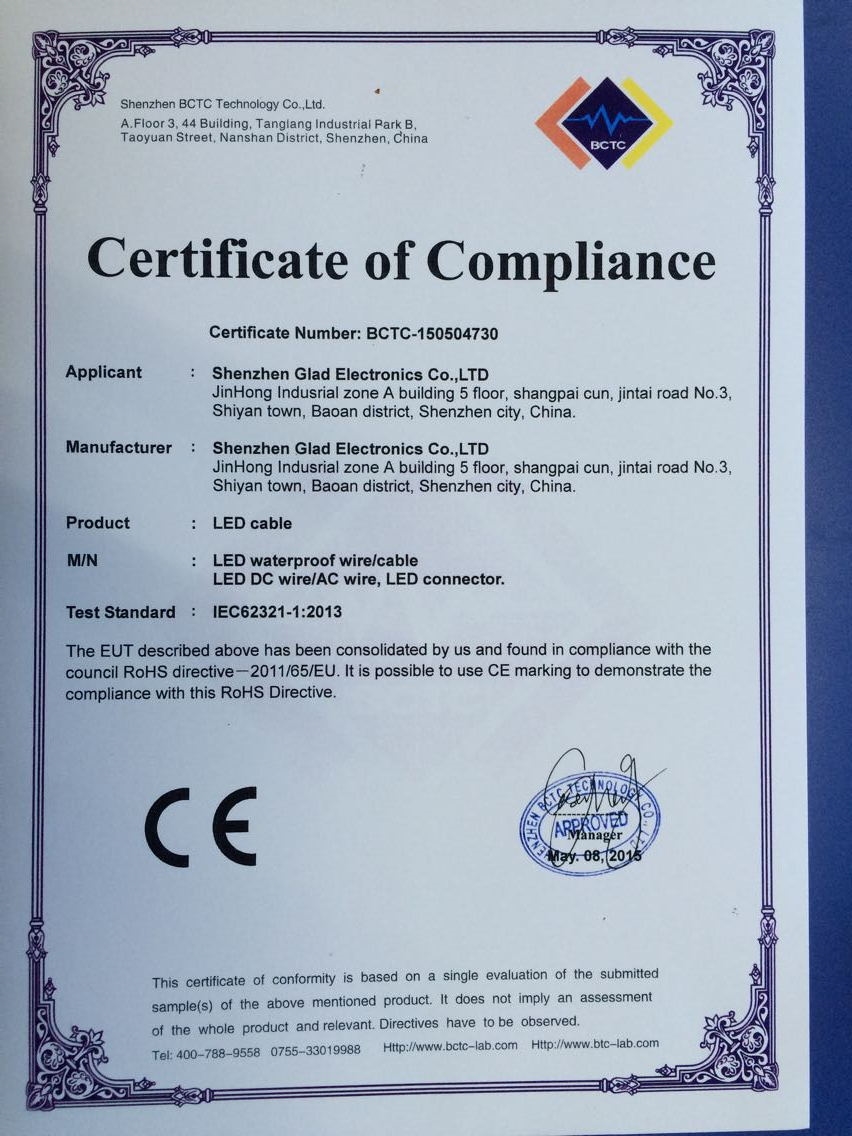 Shenzhen BCTC Technology Co.,Ltd.
A.Floor 3, 44 Building, Tanglang Industrial Park B,
Taoyuan Street, Nanshan District, Shenzhen, China
BCTC
Certificate of Compliance
Certificate Number: BCTC-150504730
Applicant : Shenzhen Glad Electronics Co.,LTD
JinHong Indusrial zone A building 5 floor, shangpai cun, jintai road No.3,
Shiyan town, Baoan district, Shenzhen city, China.
Manufacturer : Shenzhen Glad Electronics Co.,LTD
JinHong Indusrial zone A building 5 floor, shangpai cun, jintai road No.3,
Shiyan town, Baoan district, Shenzhen city, China.
Product : LED cable
M/N : LED waterproof wire/cable
LED DC wire/AC wire, LED connector.
Test Standard : IEC62321-1:2013
The EUT described above has been consolidated by us and found in compliance with the
council RoHS directive—2011/65/EU. It is possible to use CE marking to demonstrate the
compliance with this RoHS Directive.
CE
SHENZHEN BCTC TECHNOLOGY CO., LTD
APPROVED
Manager
May. 08, 2015
This certificate of conformity is based on a single evaluation of the submitted
sample(s) of the above mentioned product. It does not imply an assessment
of the whole product and relevant. Directives have to be observed.
Tel: 400-788-9558 0755-33019988 Http://www.bctc-lab.com Http://www.btc-lab.com